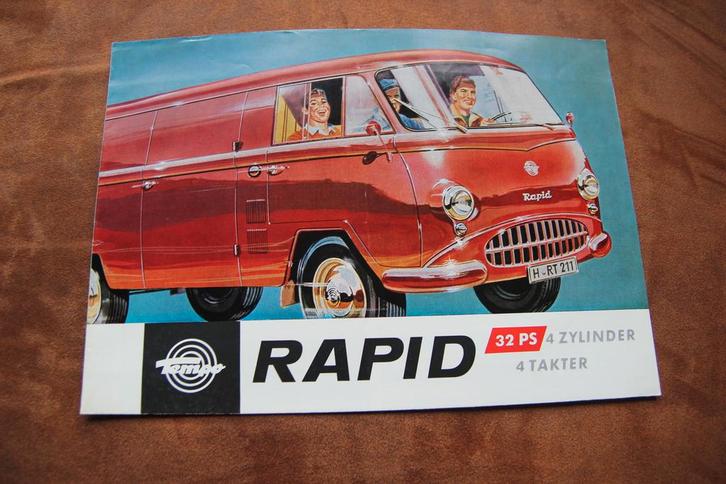 Rapid
H-RT 211
Tempo
RAPID
32 PS 4 ZYLINDER
4 TAKTER